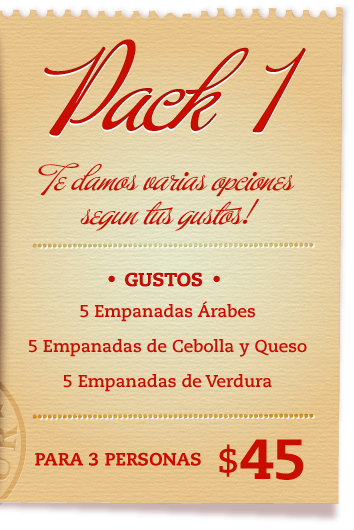 Pack 1
Te damos varias opciones
segun tus gustos!
• GUSTOS •
5 Empanadas Árabes
5 Empanadas de Cebolla y Queso
5 Empanadas de Verdura
PARA 3 PERSONAS $45